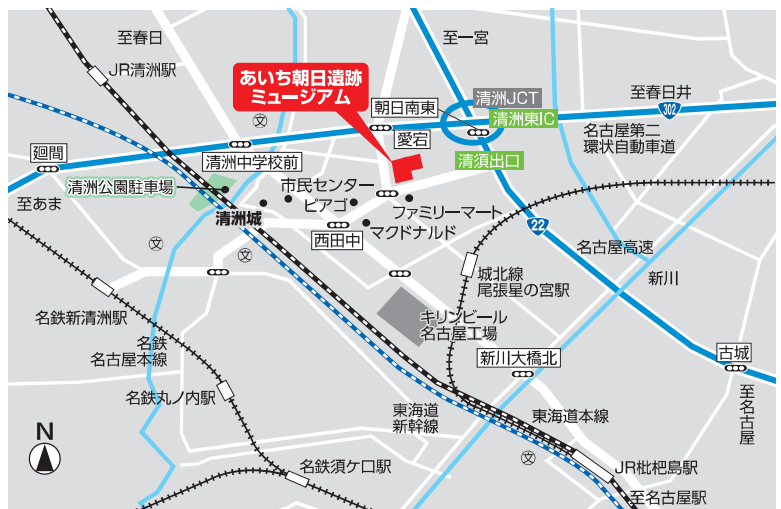 至春日
至一宮
JR清洲駅
あいち朝日遺跡
ミュージアム
清洲JCT
至春日井
朝日南東
清洲東IC
302
名古屋第二
環状自動車道
文
愛宕
廻間
清洲中学校前
清須出口
清洲公園駐車場
市民センター
ピアゴ
ファミリーマート
至あま
清洲城
マクドナルド
西田中
22
名古屋高速
文
文
城北線
尾張星の宮駅
新川
名鉄新清洲駅
キリンビール
名古屋工場
名鉄
名古屋本線
新川大橋北
古城
名鉄丸ノ内駅
東海道
新幹線
東海道本線
至名古屋
N
文
名鉄須ケ口駅
JR枇杷島駅
至名古屋駅